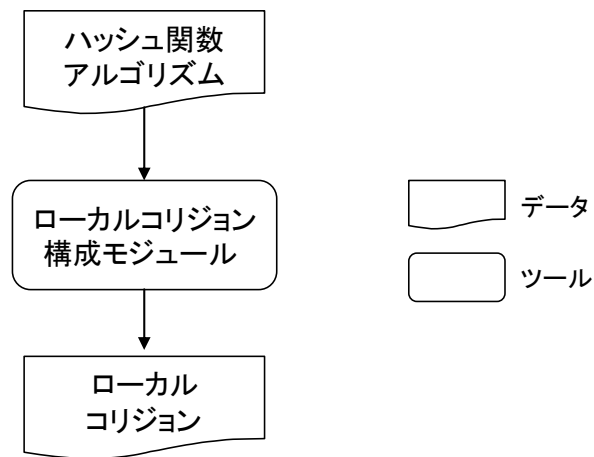 ハッシュ関数
アルゴリズム
ローカルコリジョン
構成モジュール
データ
ツール
ローカル
コリジョン